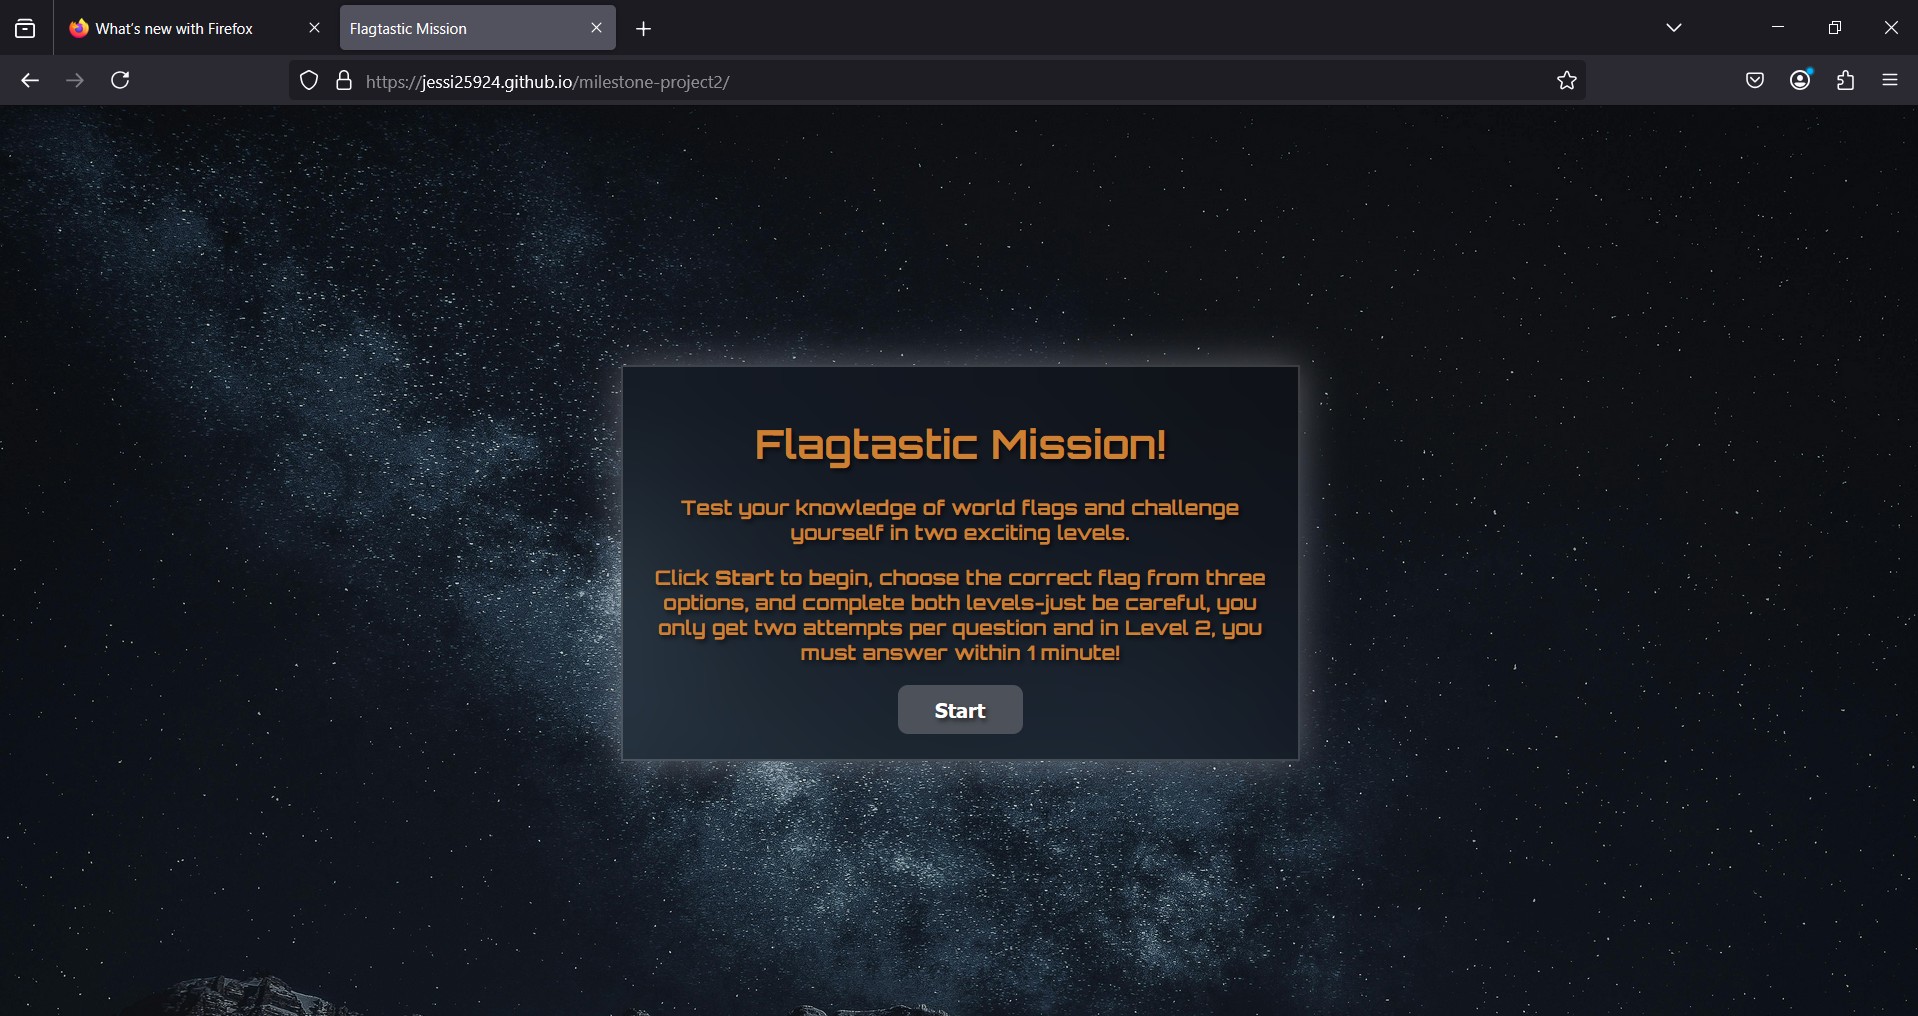 What's new with Firefox
Flagtastic Mission
https://jessi25924.github.io/milestone-project2/
Flagtastic Mission!
Test your knowledge of world flags and challenge
yourself in two exciting levels.
Click Start to begin, choose the correct flag from three
options, and complete both levels-just be careful, you
only get two attempts per question and in Level 2, you
must answer within 1 minute!
Start